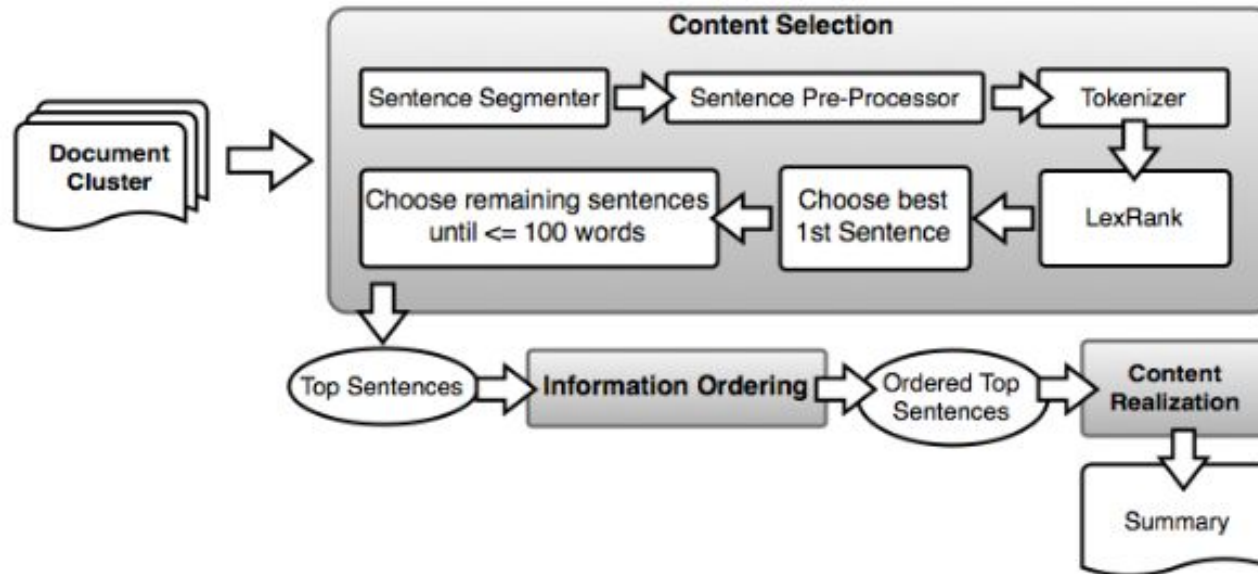 Content Selection
Sentence Segmenter
Sentence Pre-Processor
Tokenizer
Document
Cluster
Choose remaining sentences
until <= 100 words
Choose best
1st Sentence
LexRank
Top Sentences
Information Ordering
Ordered Top
Sentences
Content
Realization
Summary